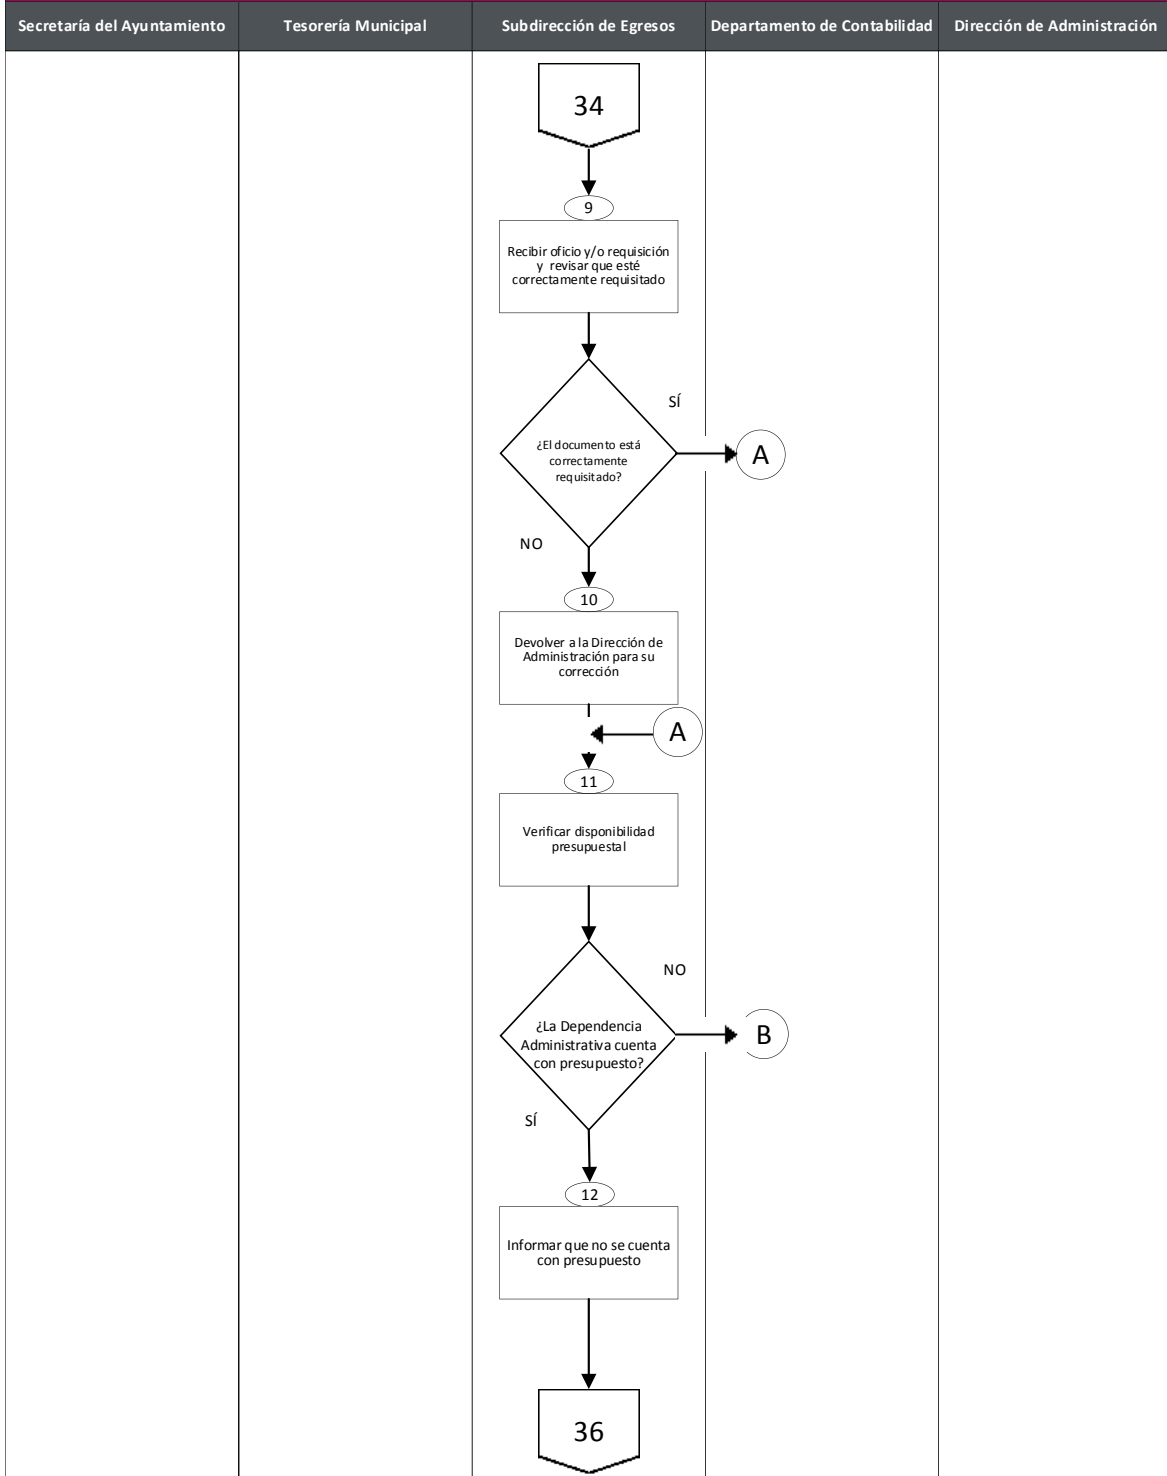 Secretaría del Ayuntamiento
Tesorería Municipal
Subdirección de Egresos
Departamento de Contabilidad
Dirección de Administración
34
9
Recibir oficio y/o requisición
y revisar que esté
correctamente requisitado
SÍ
¿El documento está
correctamente
requisitado?
A
NO
10
Devolver a la Dirección de
Administración para su
corrección
A
11
Verificar disponibilidad
presupuestal
NO
¿La Dependencia
Administrativa cuenta
con presupuesto?
B
SÍ
12
Informar que no se cuenta
con presupuesto
36